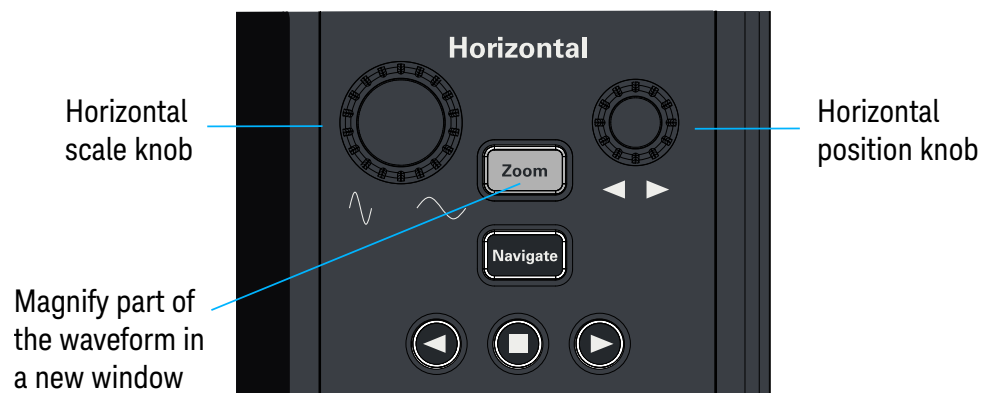 Horizontal
Horizontal
scale knob
Horizontal
position knob
Zoom
Navigate
Magnify part of
the waveform in
a new window